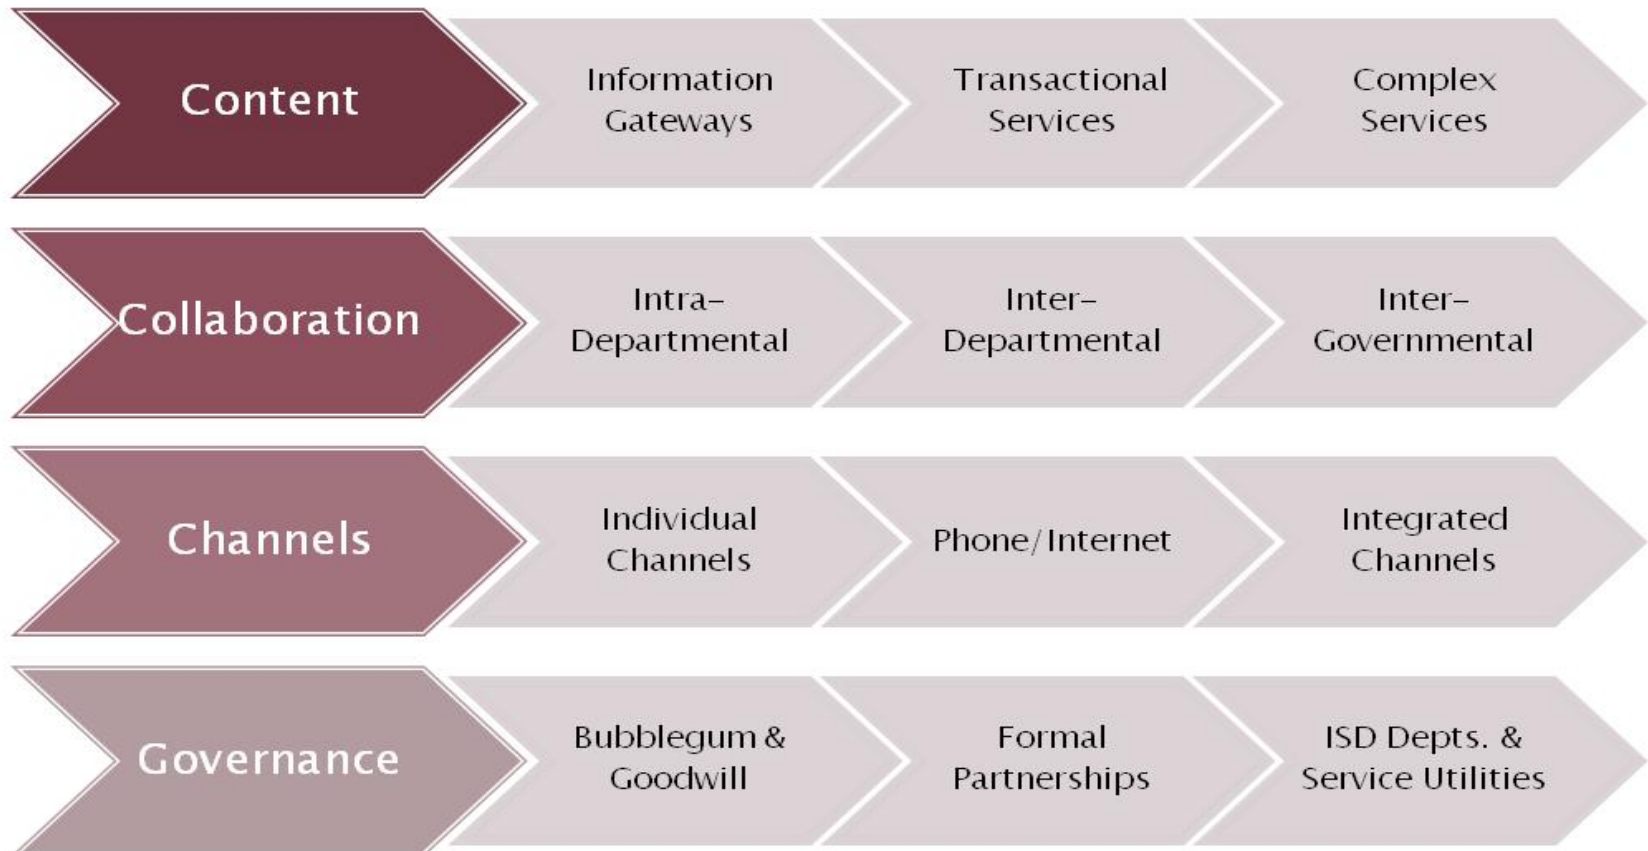 Content
Information
Gateways
Transactional
Services
Complex
Services
Collaboration
Intra-
Departmental
Inter-
Departmental
Inter-
Governmental
Channels
Individual
Channels
Phone/Internet
Integrated
Channels
Governance
Bubblegum &
Goodwill
Formal
Partnerships
ISD Depts. &
Service Utilities